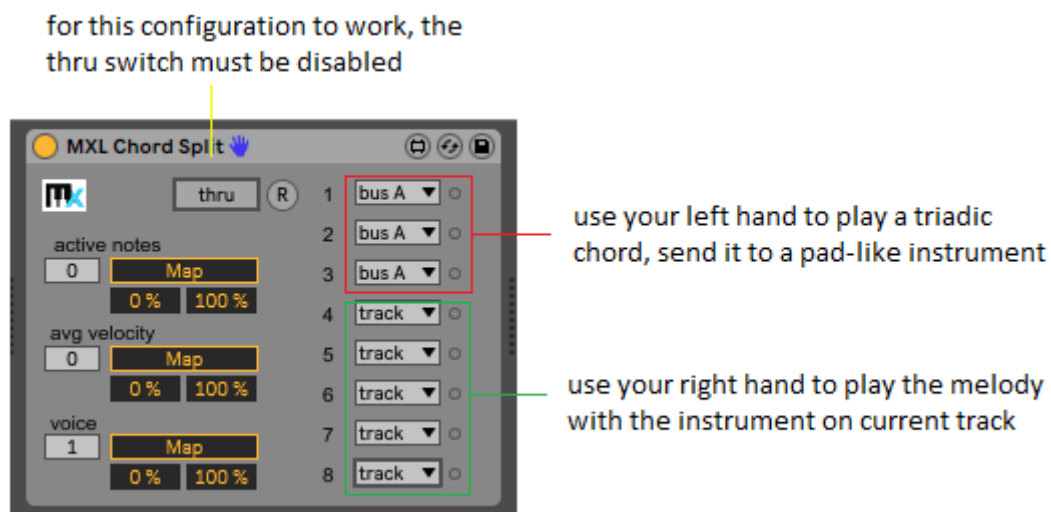 for this configuration to work, the
thru switch must be disabled
MXL Chord Split
mx
thru R
active notes
0 Map
0 % 100 %
avg velocity
0 Map
0 % 100 %
voice
1 Map
0 % 100 %
1 bus A
2 bus A
3 bus A
4 track
5 track
6 track
7 track
8 track
use your left hand to play a triadic
chord, send it to a pad-like instrument
use your right hand to play the melody
with the instrument on current track